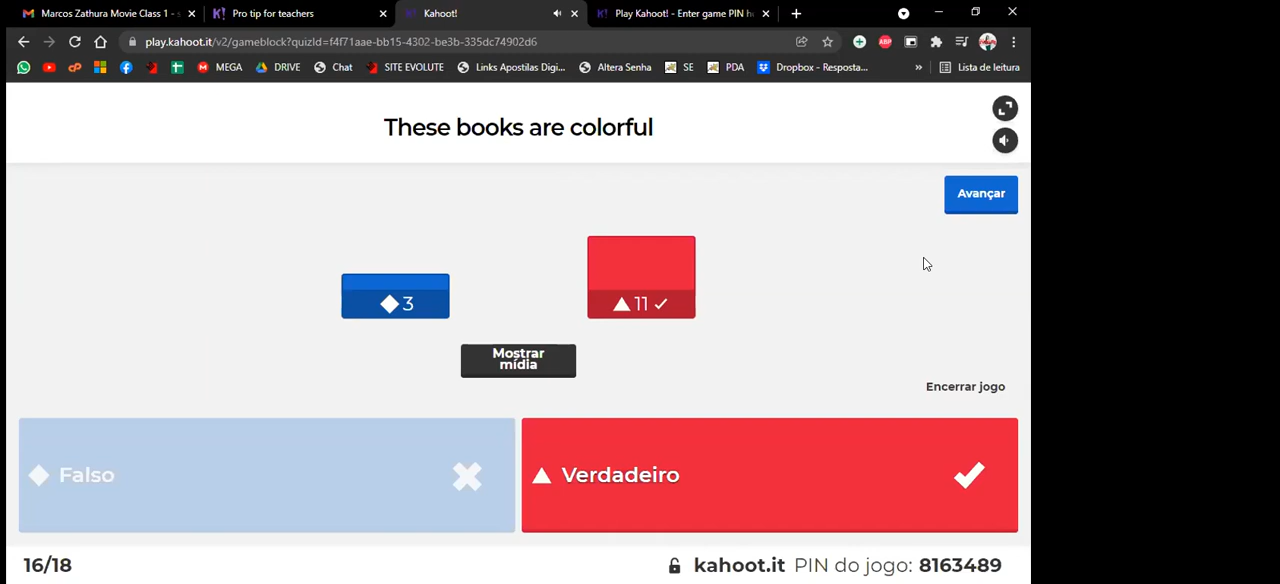 Marcos Zathura Movie Class 1 - s
Pro tip for teachers
Kahoot!
Play Kahoot! - Enter game PIN h
play.kahoot.it/v2/gameblock?quizId=f4f71aae-bb15-4302-be3b-335dc74902d6
MEGA
DRIVE
Chat
SITE EVOLUTE
Links Apostilas Digi...
Altera Senha
SE
PDA
Dropbox - Resposta...
»
Lista de leitura
These books are colorful
Avançar
3
11
Mostrar
mídia
Encerrar jogo
Falso
Verdadeiro
16/18
kahoot.it PIN do jogo: 8163489